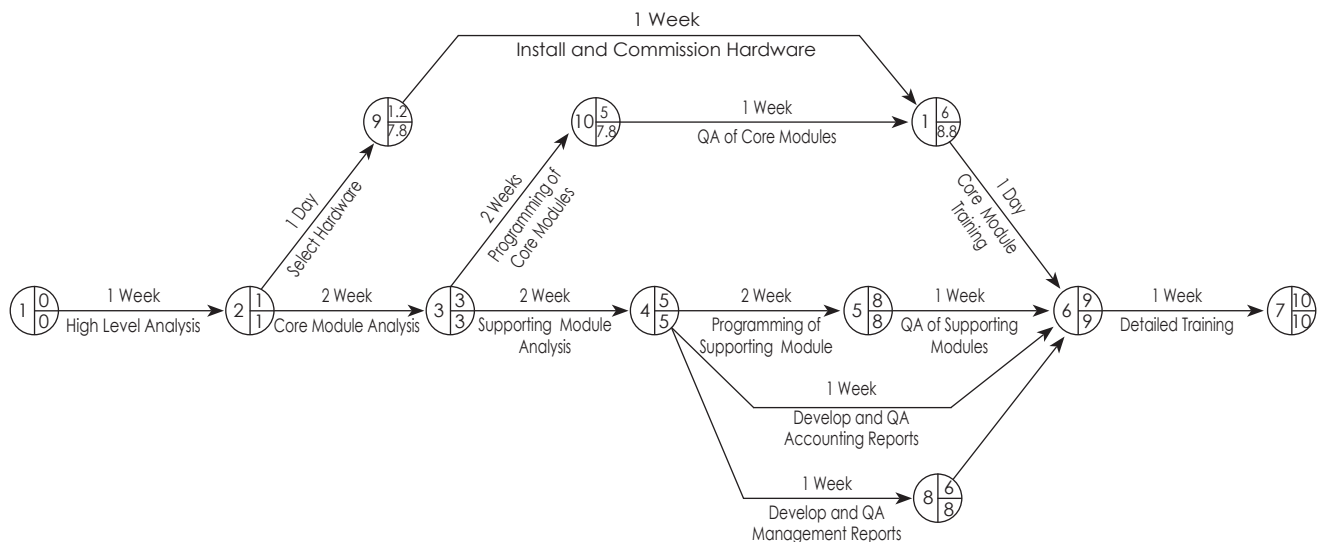 1 Week
Install and Commission Hardware
9 1.2 7.8
10 5 7.8
1 Week
QA of Core Modules
1 6 8.8
1 Day
Select Hardware
2 Weeks
Programming of
Core Modules
1 Day
Core Module
Training
1 0 0
1 Week
High Level Analysis
2 1 1
2 Week
Core Module Analysis
3 3 3
2 Week
Supporting Module
Analysis
4 5 5
2 Week
Programming of
Supporting Module
5 8 8
1 Week
QA of Supporting
Modules
6 9 9
1 Week
Detailed Training
7 10 10
1 Week
Develop and QA
Accounting Reports
1 Week
Develop and QA
Management Reports
8 6 8